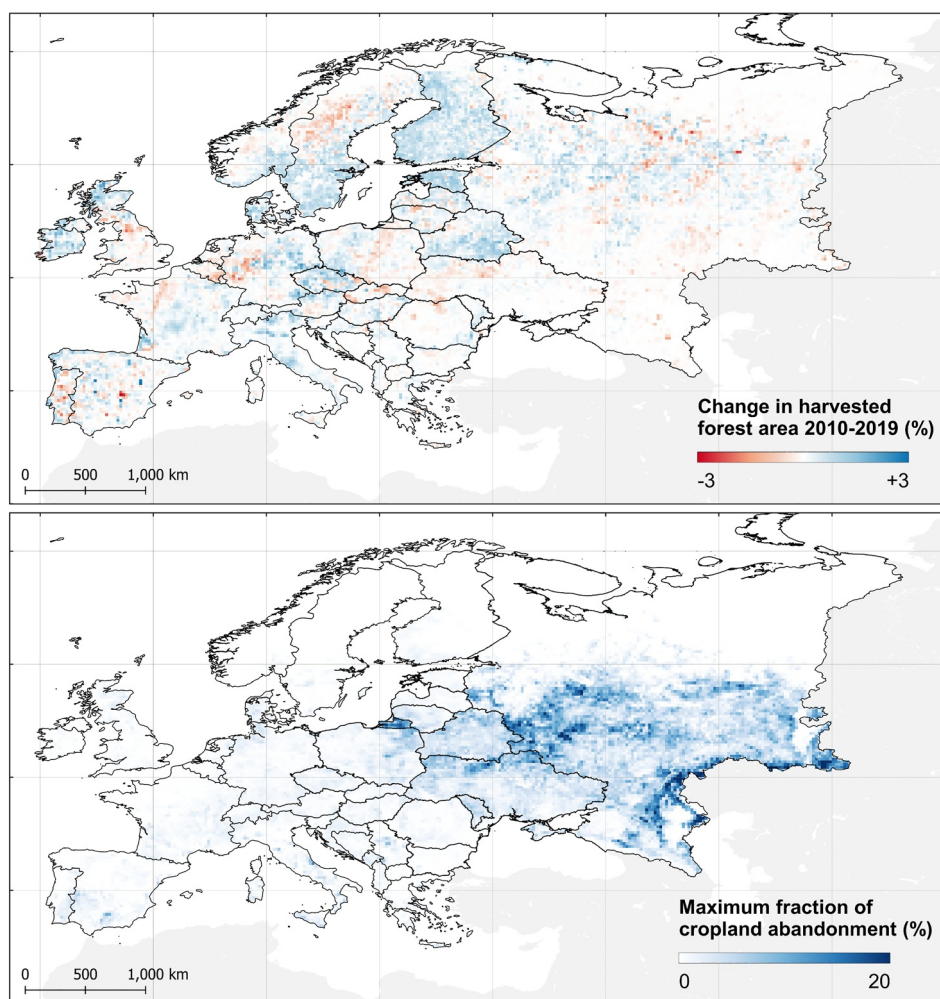 Change in harvested
forest area 2010-2019 (%)
-3 +3
0 500 1,000 km
Maximum fraction of
cropland abandonment (%)
0 20
0 500 1,000 km